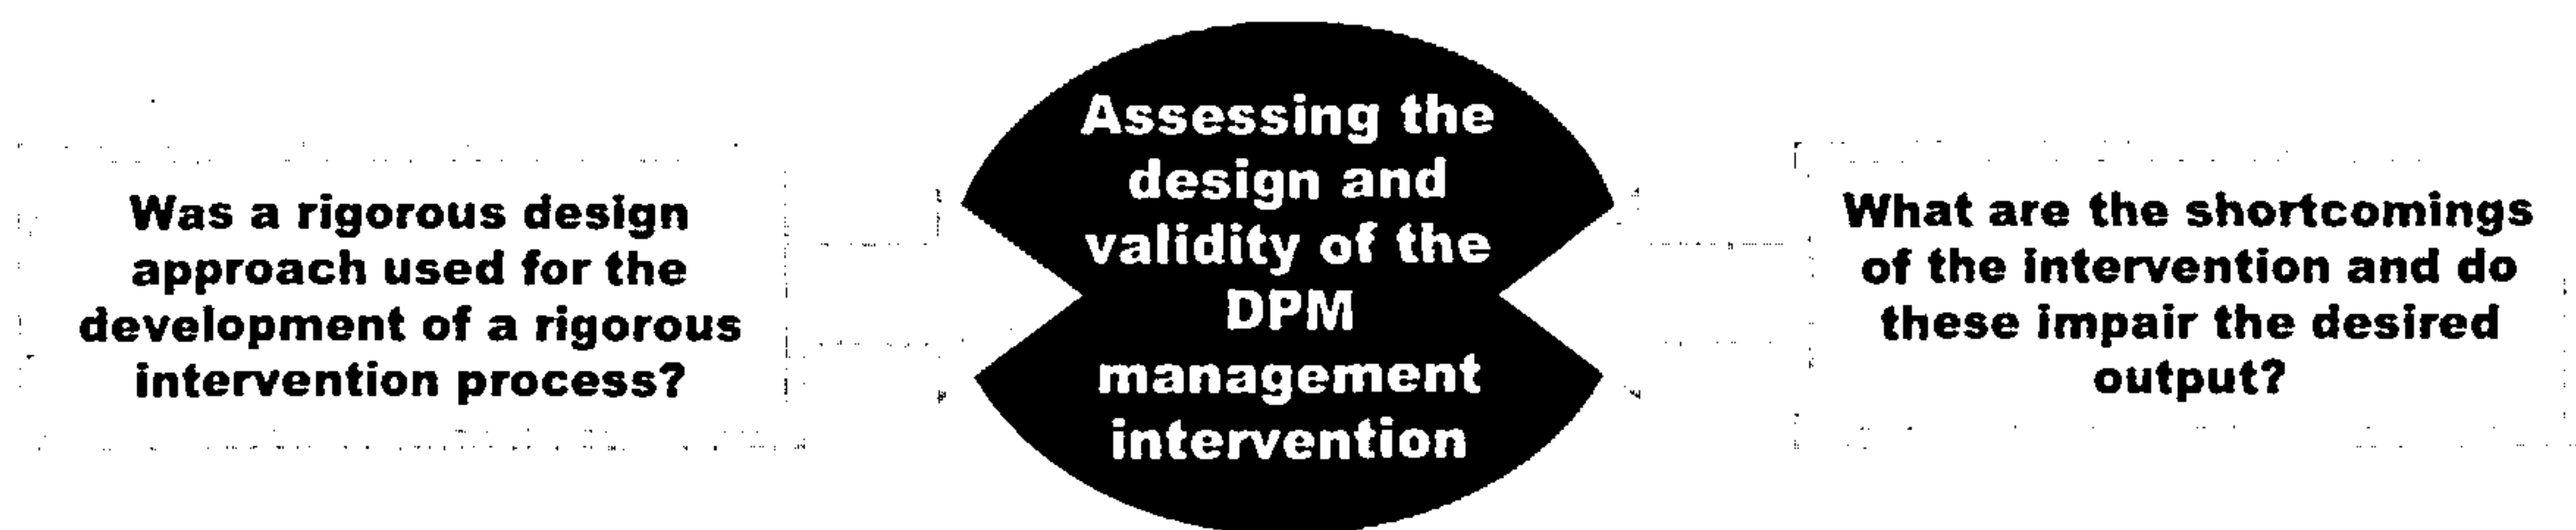 Was a rigorous design
approach used for the
development of a rigorous
intervention process?
Assessing the
design and
validity of the
DPM
management
intervention
What are the shortcomings
of the intervention and do
these impair the desired
output?